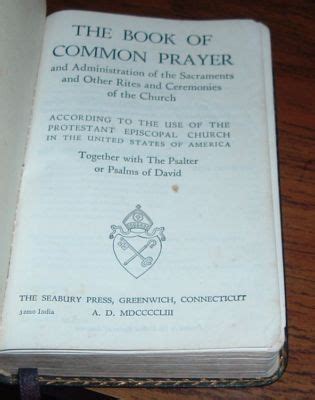 THE BOOK OF
COMMON PRAYER
and Administration of the Sacraments
and Other Rites and Ceremonies
of the Church
ACCORDING TO THE USE OF THE
PROTESTANT EPISCOPAL CHURCH
IN THE UNITED STATES OF AMERICA
Together with The Psalter
or Psalms of David
THE SEABURY PRESS, GREENWICH, CONNECTICUT
32mo India
A. D. MDCCCCLIII